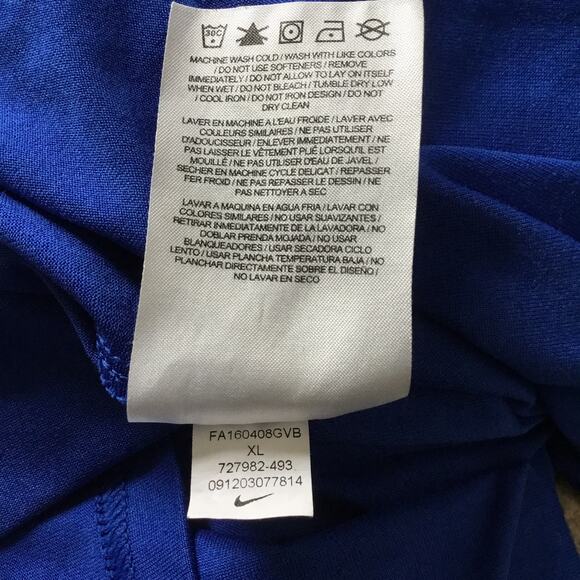 30C
MACHINE WASH COLD / WASH WITH LIKE COLORS
/ DO NOT USE SOFTENERS / REMOVE
IMMEDIATELY / DO NOT ALLOW TO LAY ON ITSELF
WHEN WET / DO NOT BLEACH / TUMBLE DRY LOW
/ COOL IRON / DO NOT IRON DESIGN / DO NOT
DRY CLEAN
LAVER EN MACHINE A L'EAU FROIDE / LAVER AVEC
COULEURS SIMILAIRES / NE PAS UTILISER
D'ADOUCISSEUR / ENLEVER IMMEDIATEMENT / NE
PAS LAISSER LE VÊTEMENT PLIÉ LORSQU'IL EST
MOUILLÉ / NE PAS UTILISER D'EAU DE JAVEL /
SECHER EN MACHINE CYCLE DELICAT / REPASSER
FER FROID / NE PAS REPASSER LE DESSIN / NE
PAS NETTOYER A SEC
LAVAR A MAQUINA EN AGUA FRIA / LAVAR CON
COLORES SIMILARES / NO USAR SUAVIZANTES /
RETIRAR INMEDIATAMENTE DE LA LAVADORA / NO
DOBLAR PRENDA MOJADA / NO USAR
BLANQUEADORES / USAR SECADORA CICLO
LENTO / USAR PLANCHA TEMPERATURA BAJA / NO
PLANCHAR DIRECTAMENTE SOBRE EL DISEÑO /
NO LAVAR EN SECO
FA160408GVB
XL
727982-493
091203077814